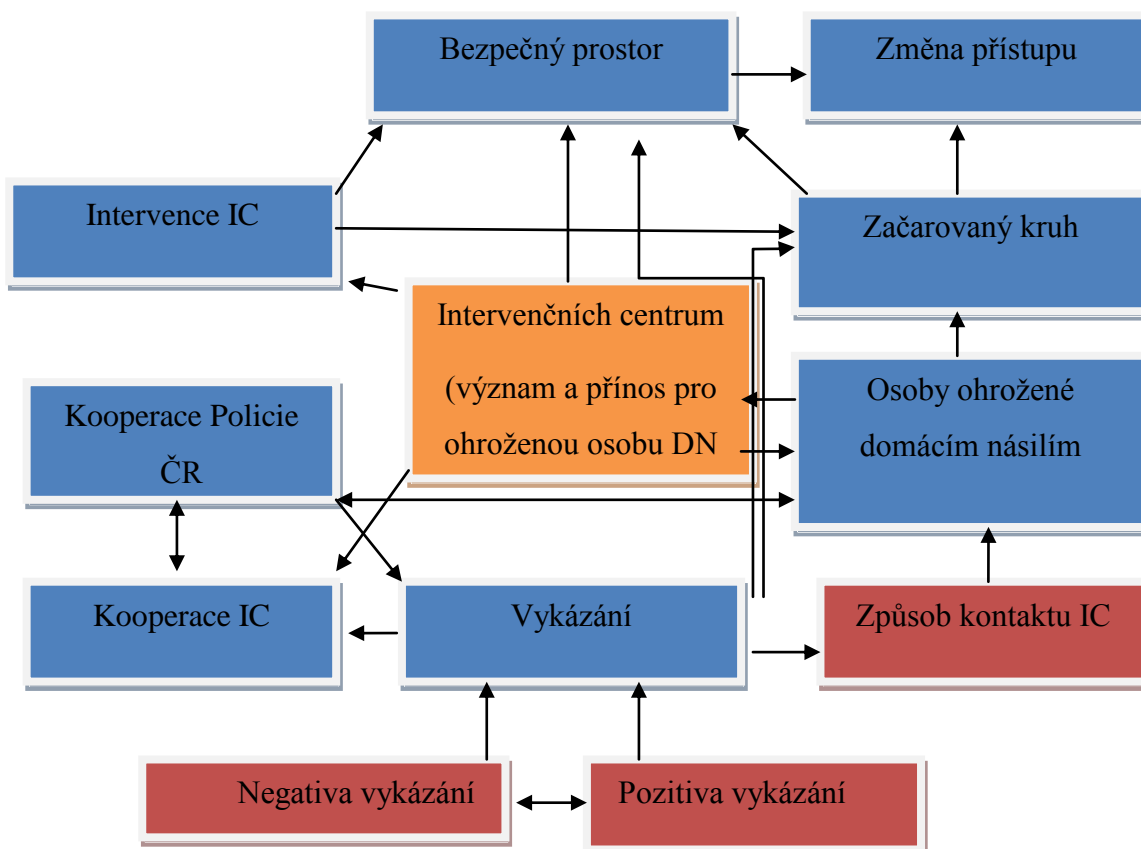 Bezpečný prostor
Změna přístupu
Intervence IC
Začarovaný kruh
Intervenčních centrum
(význam a přínos pro
ohroženou osobu DN
Osoby ohrožené
domácím násilím
Kooperace Policie
ČR
Kooperace IC
Vykázání
Způsob kontaktu IC
Negativa vykázání
Pozitiva vykázání